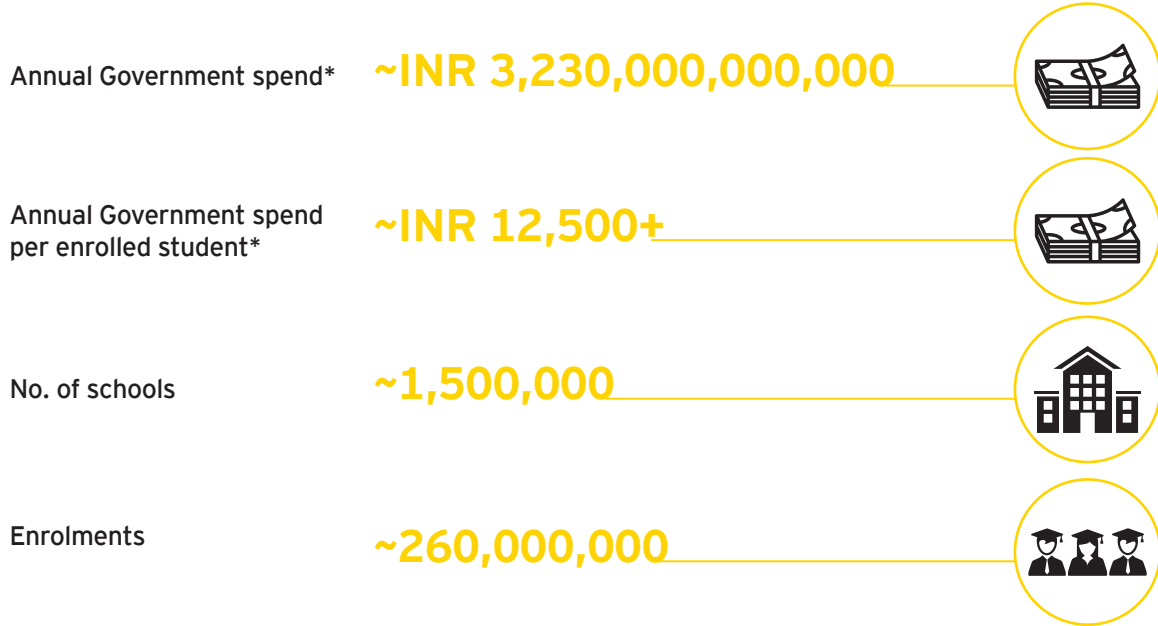 Annual Government spend* ~INR 3,230,000,000,000
Annual Government spend
per enrolled student*
~INR 12,500+
No. of schools ~1,500,000
Enrolments ~260,000,000